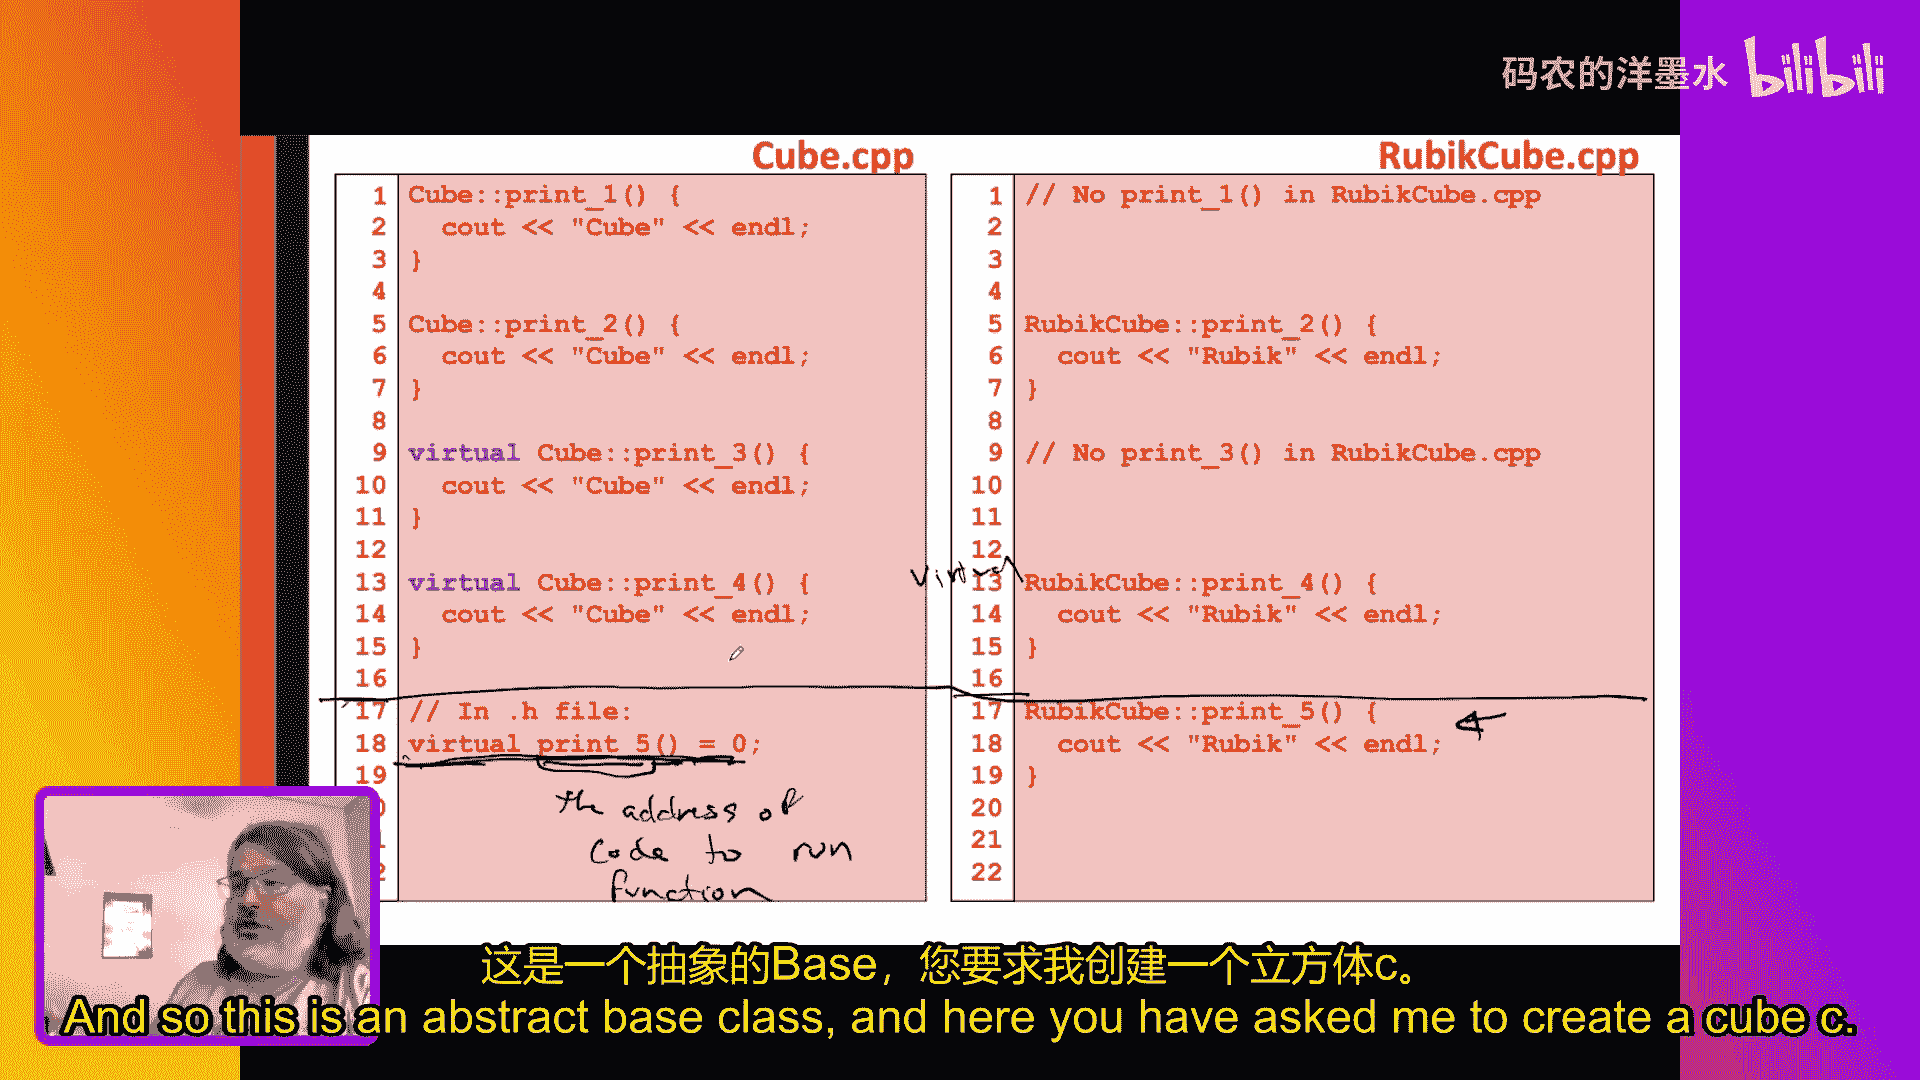 码农的洋墨水 bilibili
Cube.cpp
1 Cube::print_1() {
2 cout << "Cube" << endl;
3 }
4
5 Cube::print_2() {
6 cout << "Cube" << endl;
7 }
8
9 virtual Cube::print_3() {
10 cout << "Cube" << endl;
11 }
12
13 virtual Cube::print_4() {
14 cout << "Cube" << endl;
15 }
16
17 // In .h file:
18 virtual print_5() = 0;
19
the address of
code to run
function
RubikCube.cpp
1 // No print_1() in RubikCube.cpp
2
3
4
5 RubikCube::print_2() {
6 cout << "Rubik" << endl;
7 }
8
9 // No print_3() in RubikCube.cpp
10
11
12
virtual
13 RubikCube::print_4() {
14 cout << "Rubik" << endl;
15 }
16
17 RubikCube::print_5() {
18 cout << "Rubik" << endl;
19 }
20
21
22
这是一个抽象的Base，您要求我创建一个立方体c。
And so this is an abstract base class, and here you have asked me to create a cube c.